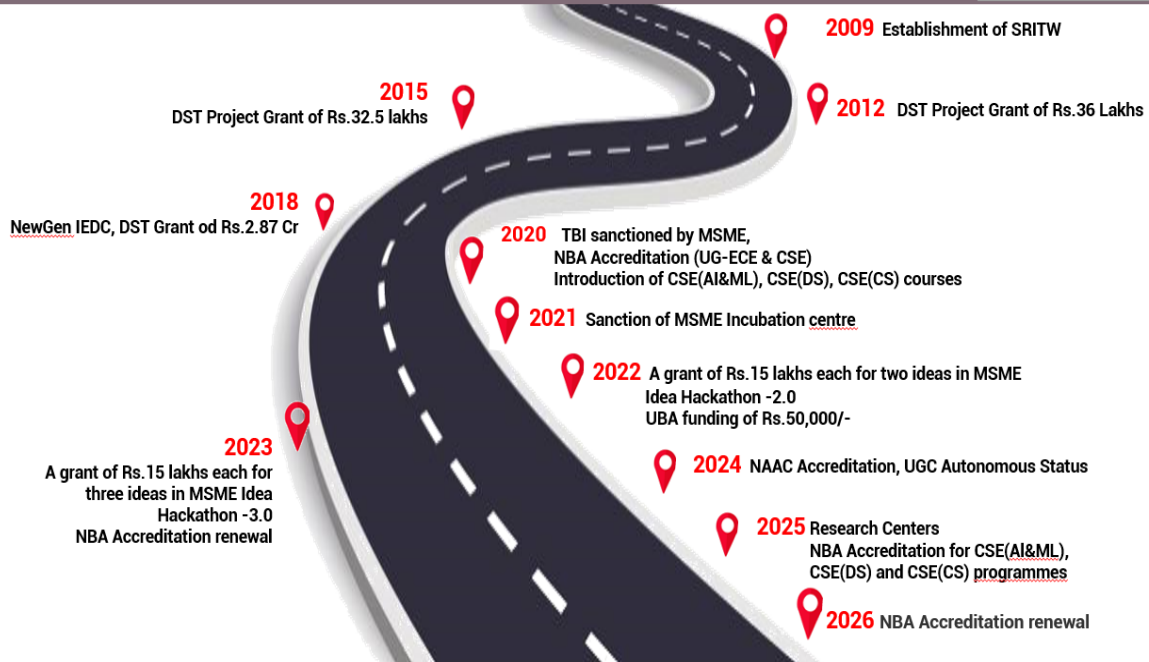 2009 Establishment of SRITW
2012 DST Project Grant of Rs.36 Lakhs
2015
DST Project Grant of Rs.32.5 lakhs
2018
NewGen IEDC, DST Grant od Rs.2.87 Cr
2020 TBI sanctioned by MSME,
NBA Accreditation (UG-ECE & CSE)
Introduction of CSE(AI&ML), CSE(DS), CSE(CS) courses
2021 Sanction of MSME Incubation centre
2022 A grant of Rs.15 lakhs each for two ideas in MSME
Idea Hackathon -2.0
UBA funding of Rs.50,000/-
2023
A grant of Rs.15 lakhs each for
three ideas in MSME Idea
Hackathon -3.0
NBA Accreditation renewal
2024 NAAC Accreditation, UGC Autonomous Status
2025 Research Centers
NBA Accreditation for CSE(AI&ML),
CSE(DS) and CSE(CS) programmes
2026 NBA Accreditation renewal